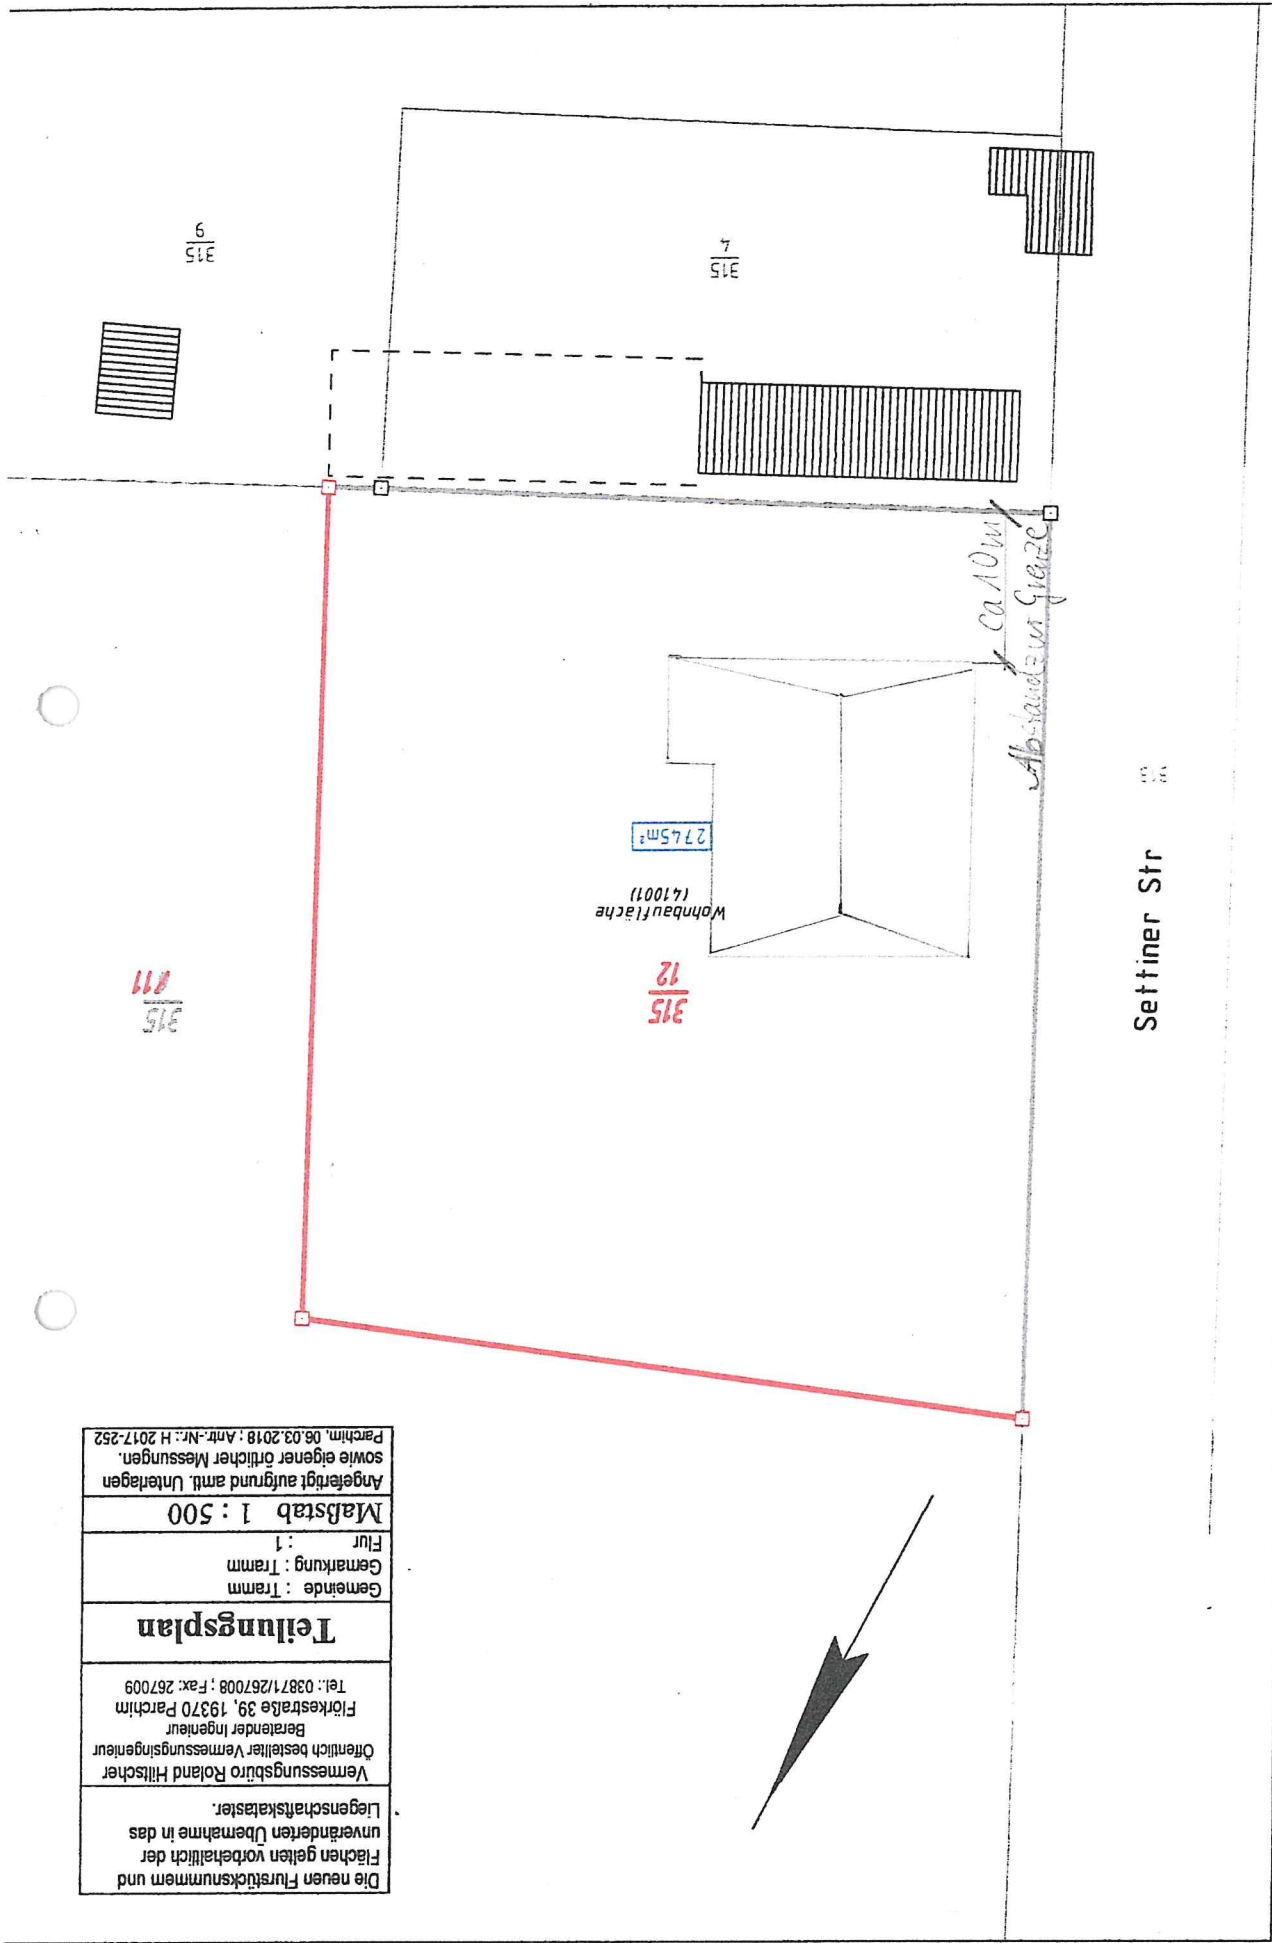 Die neuen Flurstücksnummern und
Flächen gelten vorbehaltlich der
unveränderten Übernahme in das
Liegenschaftskataster.
Vermessungsbüro Roland Hiltscher
Öffentlich bestellter Vermessungsingenieur
Beratender Ingenieur
Flörkestraße 39, 19370 Parchim
Tel.: 03871/267008 ; Fax: 267009
Teilungsplan
Gemeinde : Tramm
Gemarkung : Tramm
Flur : 1
Maßstab 1 : 500
Angefertigt aufgrund amtl. Unterlagen
sowie eigener örtlicher Messungen.
Parchim, 06.03.2018 ; Antr.-Nr.: H 2017-252
315
11
315
12
Wohnbaufläche
(41001)
2745m²
Settiner Str
313
ca 10m
Abstand zur Grenze
315
4
315
9